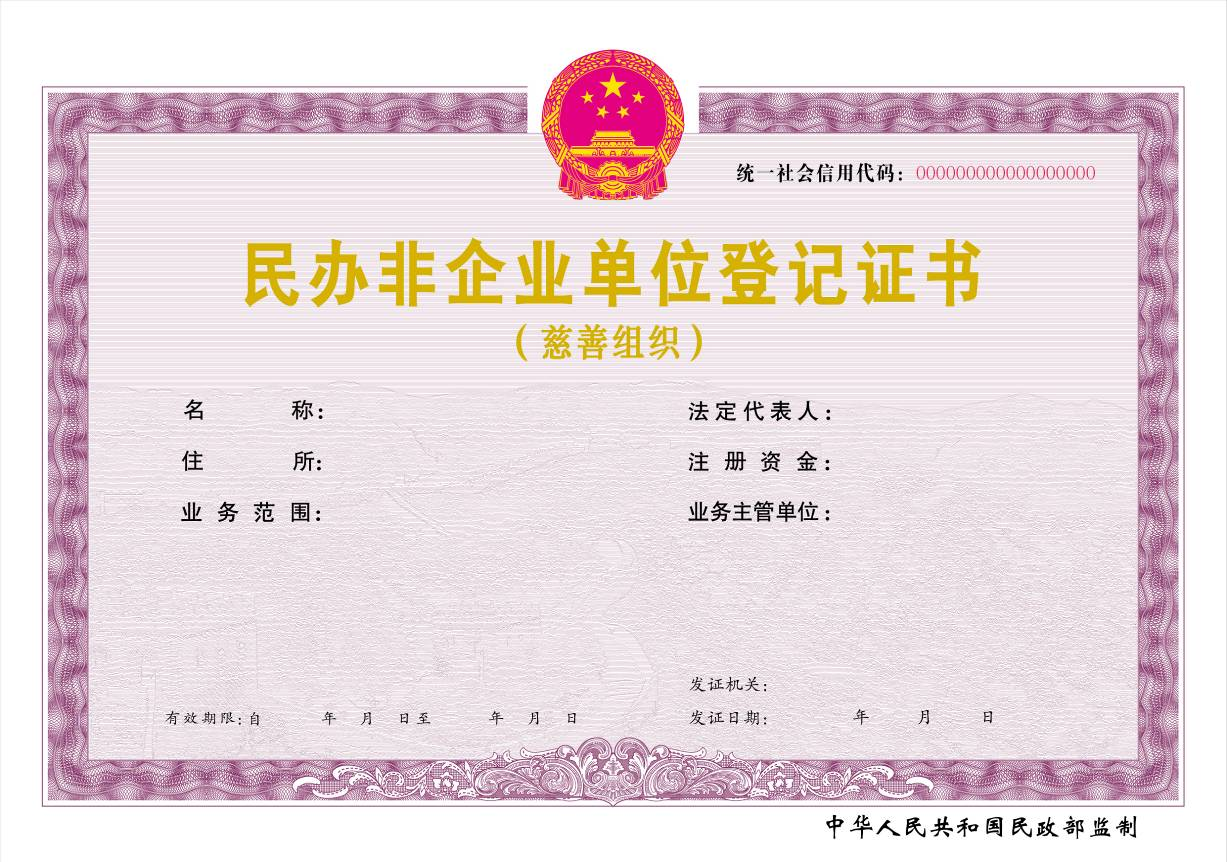 统一社会信用代码：000000000000000000
民办非企业单位登记证书
（慈善组织）
名 称：
法定代表人：
住 所：
注 册 资 金：
业 务 范 围：
业务主管单位：
发证机关：
有效期限：自 年 月 日至 年 月 日
发证日期： 年 月 日
中华人民共和国民政部监制